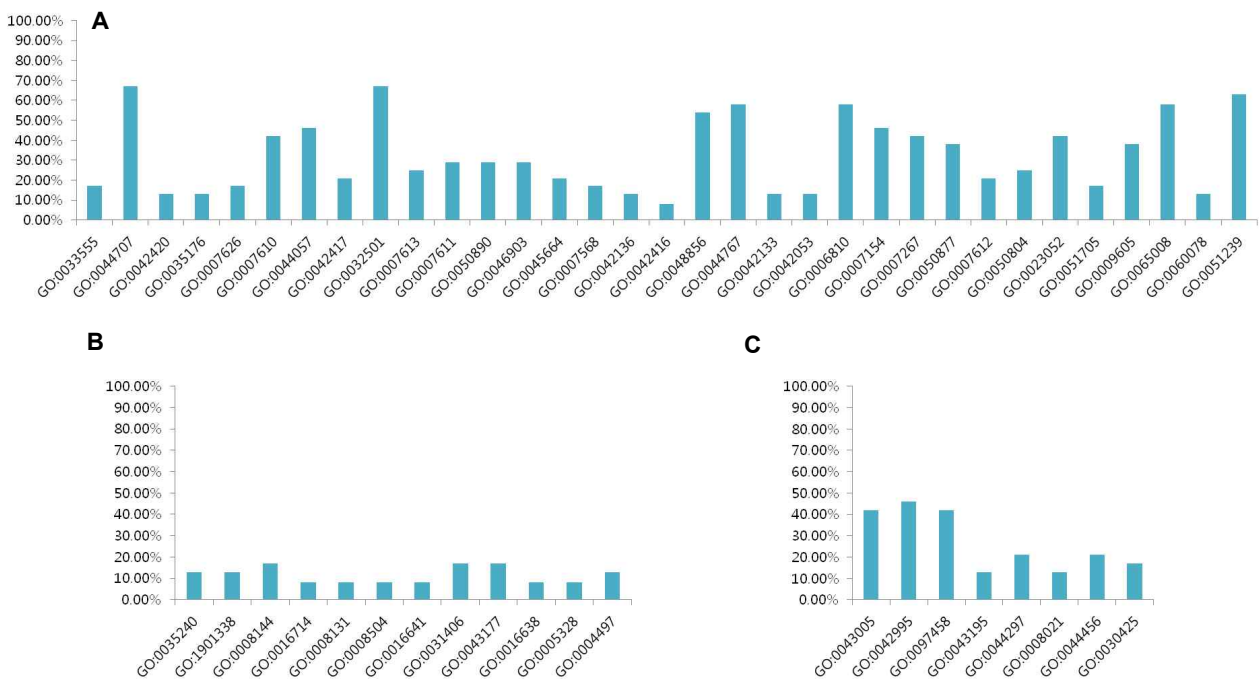 A
100.00%
90.00%
80.00%
70.00%
60.00%
50.00%
40.00%
30.00%
20.00%
10.00%
0.00%
GO:0033555
GO:0044707
GO:0042420
GO:0035176
GO:0007626
GO:0007610
GO:0044057
GO:0042417
GO:0032501
GO:0007613
GO:0007611
GO:0050890
GO:0046903
GO:0045664
GO:0007568
GO:0042136
GO:0042416
GO:0048856
GO:0044767
GO:0042133
GO:0042053
GO:0006810
GO:0007154
GO:0007267
GO:0050877
GO:0007612
GO:0050804
GO:0023052
GO:0051705
GO:0009605
GO:0065008
GO:0060078
GO:0051239
B
100.00%
90.00%
80.00%
70.00%
60.00%
50.00%
40.00%
30.00%
20.00%
10.00%
0.00%
GO:0035240
GO:1901338
GO:0008144
GO:0016714
GO:0008131
GO:0008504
GO:0016641
GO:0031406
GO:0043177
GO:0016638
GO:0005328
GO:0004497
C
100.00%
90.00%
80.00%
70.00%
60.00%
50.00%
40.00%
30.00%
20.00%
10.00%
0.00%
GO:0043005
GO:0042995
GO:0097458
GO:0043195
GO:0044297
GO:0008021
GO:0044456
GO:0030425